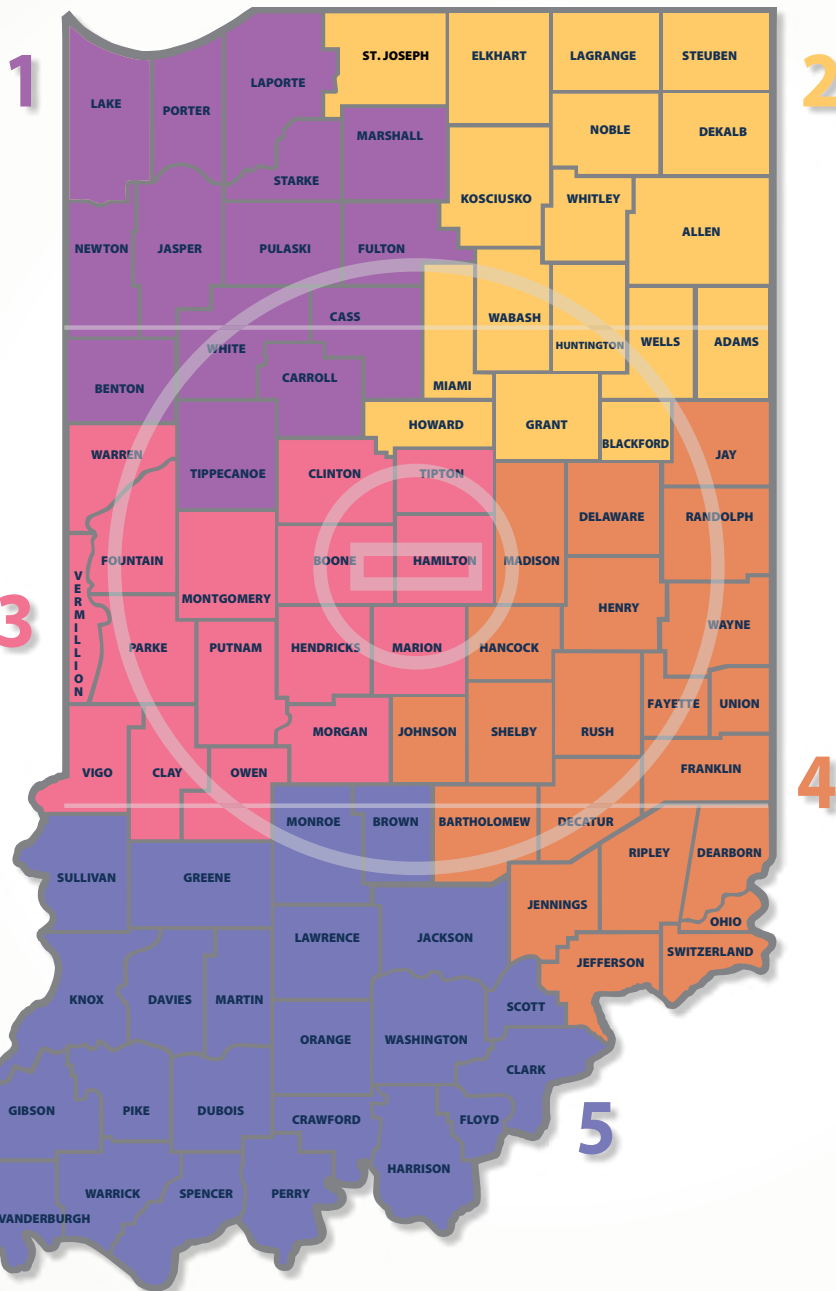 1
2
3
4
5
LAKE
PORTER
LAPORTE
ST. JOSEPH
ELKHART
LAGRANGE
STEUBEN
MARSHALL
NOBLE
DEKALB
STARKE
KOSCIUSKO
WHITLEY
ALLEN
NEWTON
JASPER
PULASKI
FULTON
CASS
WABASH
HUNTINGTON
WELLS
ADAMS
WHITE
BENTON
CARROLL
MIAMI
HOWARD
GRANT
BLACKFORD
WARREN
TIPPECANOE
CLINTON
TIPTON
JAY
DELAWARE
RANDOLPH
FOUNTAIN
BOONE
HAMILTON
MADISON
VERMILLION
MONTGOMERY
HENRY
WAYNE
PARKE
PUTNAM
HENDRICKS
MARION
HANCOCK
MORGAN
JOHNSON
SHELBY
RUSH
FAYETTE
UNION
VIGO
CLAY
OWEN
FRANKLIN
MONROE
BROWN
BARTHOLOMEW
DECATUR
RIPLEY
DEARBORN
SULLIVAN
GREENE
JENNINGS
OHIO
LAWRENCE
JACKSON
JEFFERSON
SWITZERLAND
KNOX
DAVIES
MARTIN
SCOTT
ORANGE
WASHINGTON
CLARK
GIBSON
PIKE
DUBOIS
CRAWFORD
FLOYD
HARRISON
WARRICK
SPENCER
PERRY
VANDERBURGH